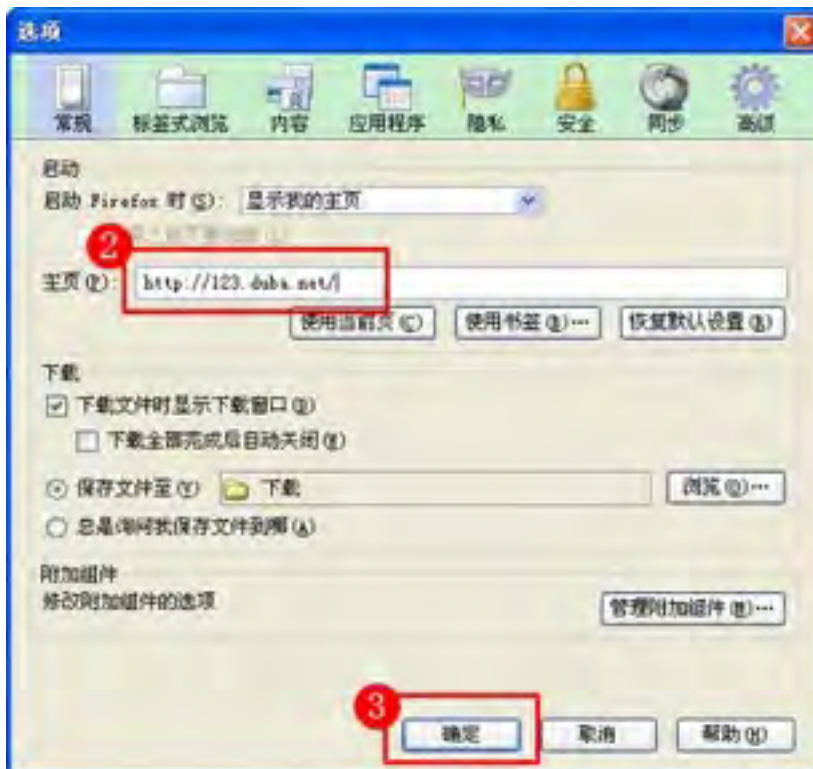 选项
常规 标签式浏览 内容 应用程序 隐私 安全 同步 高级
启动
启动 Firefox 时(S): 显示我的主页
2
主页(P): http://123.duba.net/
使用当前页(C) 使用书签(B)... 恢复默认设置(R)
下载
下载文件时显示下载窗口(D)
下载全部完成后自动关闭(W)
保存文件至(V) 下载 浏览(O)...
总是询问我保存文件到哪(A)
附加组件
修改附加组件的选项
管理附加组件(M)...
3
确定 取消 帮助(H)